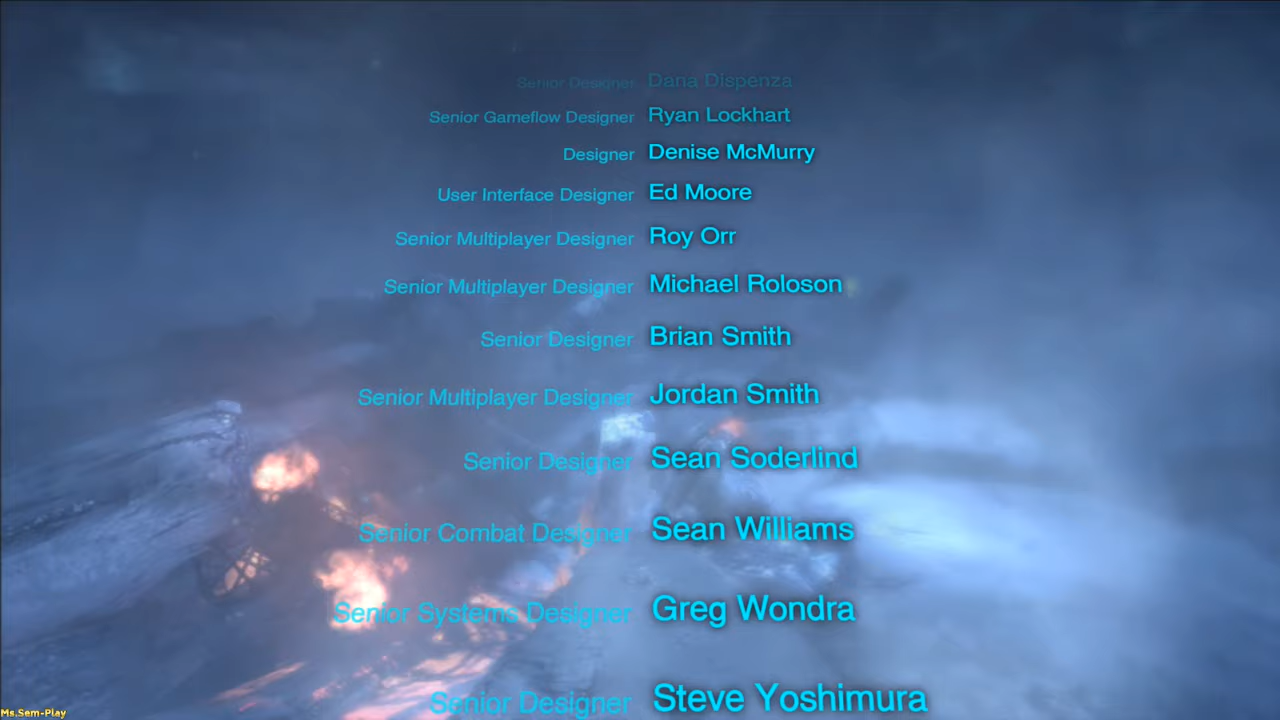 Senior Designer Dana Dispenza
Senior Gameflow Designer Ryan Lockhart
Designer Denise McMurry
User Interface Designer Ed Moore
Senior Multiplayer Designer Roy Orr
Senior Multiplayer Designer Michael Roloson
Senior Designer Brian Smith
Senior Multiplayer Designer Jordan Smith
Senior Designer Sean Soderlind
Senior Combat Designer Sean Williams
Senior Systems Designer Greg Wondra
Senior Designer Steve Yoshimura
Ms.Sem-Play